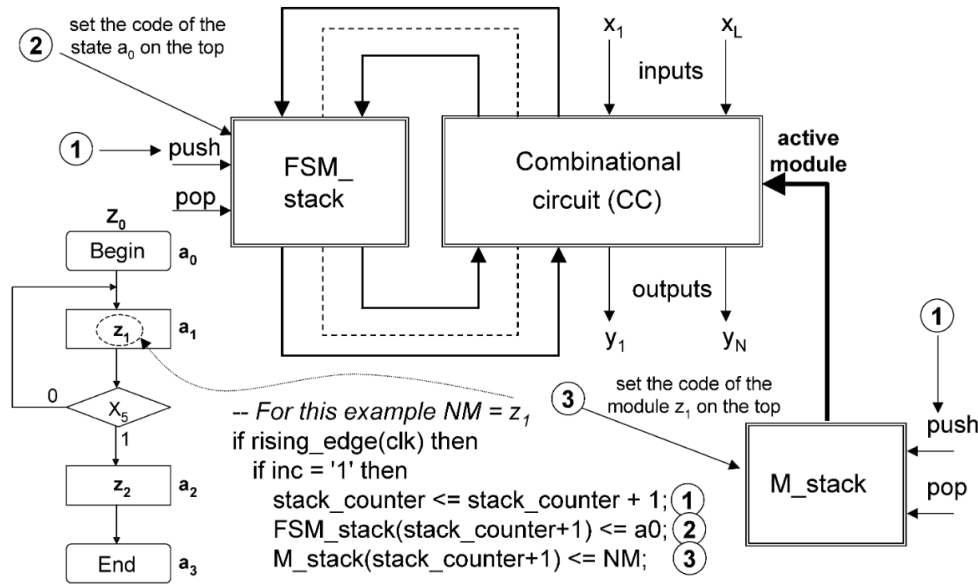 set the code of the
state a₀ on the top
2
x₁
x_L
inputs
1
push
pop
FSM_
stack
Combinational
circuit (CC)
active
module
Z₀
Begin
a₀
z₁
a₁
0
X₅
1
z₂
a₂
End
a₃
outputs
y₁
y_N
1
3
set the code of the
module z₁ on the top
push
pop
M_stack
-- For this example NM = z₁
if rising_edge(clk) then
if inc = '1' then
stack_counter <= stack_counter + 1; 1
FSM_stack(stack_counter+1) <= a0; 2
M_stack(stack_counter+1) <= NM; 3